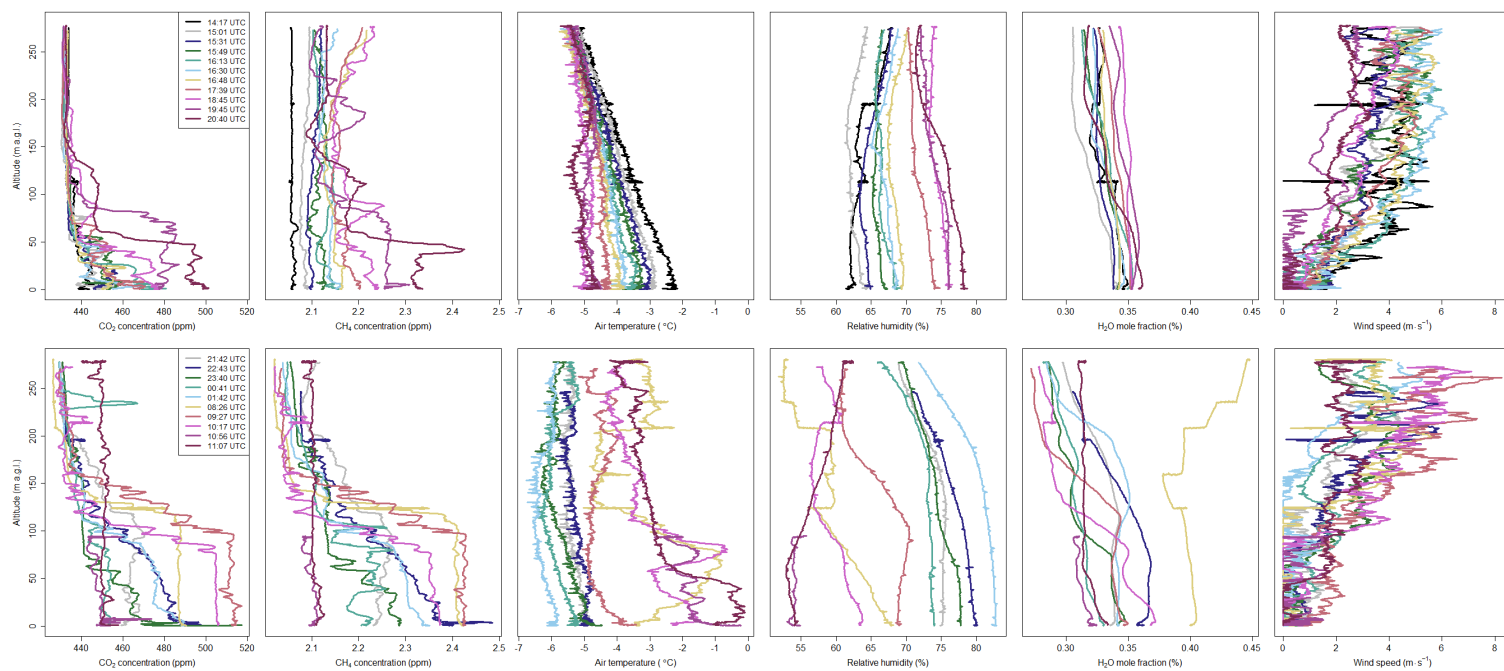 14:17 UTC
15:01 UTC
15:31 UTC
15:49 UTC
16:13 UTC
16:30 UTC
16:48 UTC
17:39 UTC
18:45 UTC
19:45 UTC
20:40 UTC
Altitude (m a.g.l.)
0 50 100 150 200 250
440 460 480 500 520
CO₂ concentration (ppm)
2.1 2.2 2.3 2.4 2.5
CH₄ concentration (ppm)
-7 -6 -5 -4 -3 -2 -1 0
Air temperature ( °C)
55 60 65 70 75 80
Relative humidity (%)
0.30 0.35 0.40 0.45
H₂O mole fraction (%)
0 2 4 6 8
Wind speed (m·s⁻¹)
21:42 UTC
22:43 UTC
23:40 UTC
00:41 UTC
01:42 UTC
08:26 UTC
09:27 UTC
10:17 UTC
10:56 UTC
11:07 UTC
Altitude (m a.g.l.)
0 50 100 150 200 250
440 460 480 500 520
CO₂ concentration (ppm)
2.1 2.2 2.3 2.4 2.5
CH₄ concentration (ppm)
-7 -6 -5 -4 -3 -2 -1 0
Air temperature ( °C)
55 60 65 70 75 80
Relative humidity (%)
0.30 0.35 0.40 0.45
H₂O mole fraction (%)
0 2 4 6 8
Wind speed (m·s⁻¹)